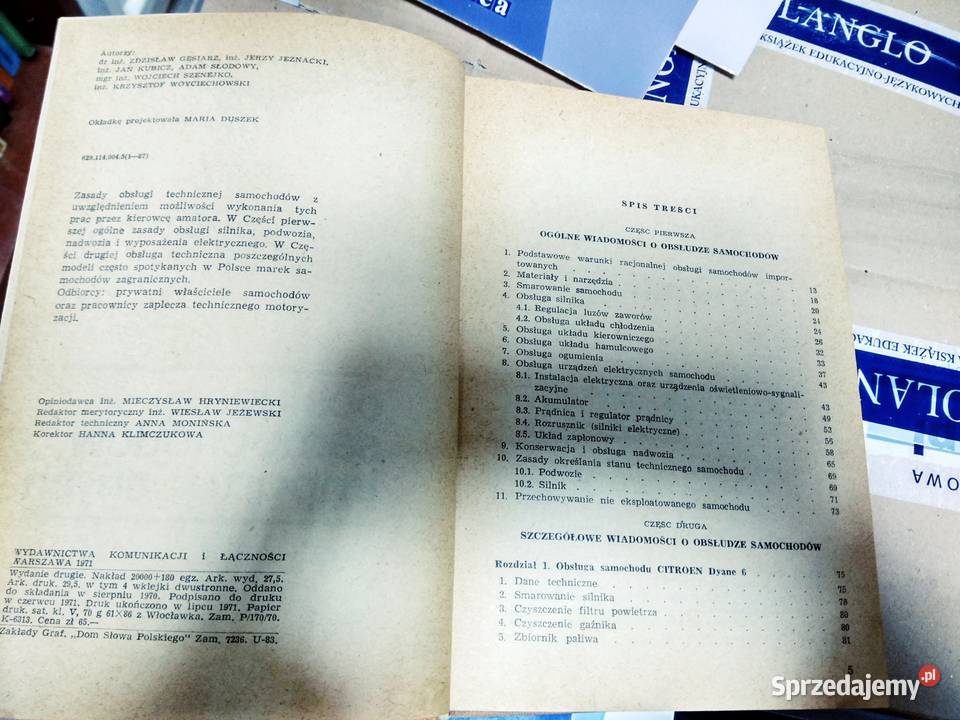 Autorzy:
dr inż. ZDZISŁAW GĘSIARZ, inż. JERZY JEZNACKI,
inż. JAN KUBICZ, ADAM SŁODOWY,
mgr inż. WOJCIECH SZENEJKO,
inż. KRZYSZTOF WOYCIECHOWSKI
Okładkę projektowała MARIA DUSZEK
629.114.004.5(1—87)
Zasady obsługi technicznej samochodów z
uwzględnieniem możliwości wykonania tych
prac przez kierowcę amatora. W Części pierw-
szej ogólne zasady obsługi silnika, podwozia,
nadwozia i wyposażenia elektrycznego. W Czę-
ści drugiej obsługa techniczna poszczególnych
modeli często spotykanych w Polsce marek sa-
mochodów zagranicznych.
Odbiorcy: prywatni właściciele samochodów
oraz pracownicy zaplecza technicznego motory-
zacji.
Opiniodawca inż. MIECZYSŁAW HRYNIEWIECKI
Redaktor merytoryczny inż. WIESŁAW JEŻEWSKI
Redaktor techniczny ANNA MONIŃSKA
Korektor HANNA KLIMCZUKOWA
WYDAWNICTWA KOMUNIKACJI i ŁĄCZNOŚCI
WARSZAWA 1971
Wydanie drugie. Nakład 20000+180 egz. Ark. wyd, 27,5.
Ark. druk. 29,5, w tym 4 wklejki dwustronne. Oddano
do składania w sierpniu 1970. Podpisano do druku
w czerwcu 1971. Druk ukończono w lipcu 1971. Papier
druk. sat. kl. V, 70 g 61×86 z Włocławka. Zam. P/170/70.
K-6313. Cena zł 65.—
Zakłady Graf. „Dom Słowa Polskiego" Zam. 7236. U-83.
SPIS TREŚCI
CZĘŚĆ PIERWSZA
OGÓLNE WIADOMOŚCI O OBSŁUDZE SAMOCHODÓW
1. Podstawowe warunki racjonalnej obsługi samochodów impor-
towanych 13
2. Materiały i narzędzia 18
3. Smarowanie samochodu 20
4. Obsługa silnika 24
4.1. Regulacja luzów zaworów 24
4.2. Obsługa układu chłodzenia 26
5. Obsługa układu kierowniczego 32
6. Obsługa układu hamulcowego 33
7. Obsługa ogumienia 37
8. Obsługa urządzeń elektrycznych samochodu 43
8.1. Instalacja elektryczna oraz urządzenia oświetleniowo-sygnali-
zacyjne 43
8.2. Akumulator 49
8.3. Prądnica i regulator prądnicy 53
8.4. Rozrusznik (silniki elektryczne) 56
8.5. Układ zapłonowy 58
9. Konserwacja i obsługa nadwozia 65
10. Zasady określania stanu technicznego samochodu 69
10.1. Podwozie 69
10.2. Silnik 71
11. Przechowywanie nie eksploatowanego samochodu 73
CZĘŚĆ DRUGA
SZCZEGÓŁOWE WIADOMOŚCI O OBSŁUDZE SAMOCHODÓW
Rozdział 1. Obsługa samochodu CITROEN Dyane 6 75
1. Dane techniczne 75
2. Smarowanie silnika 78
3. Czyszczenie filtru powietrza 80
4. Czyszczenie gaźnika 80
5. Zbiornik paliwa 81
5
OLANGLO
KSIĄŻEK EDUKACYJNO-JĘZYKOWYCH
Sprzedajemy.pl